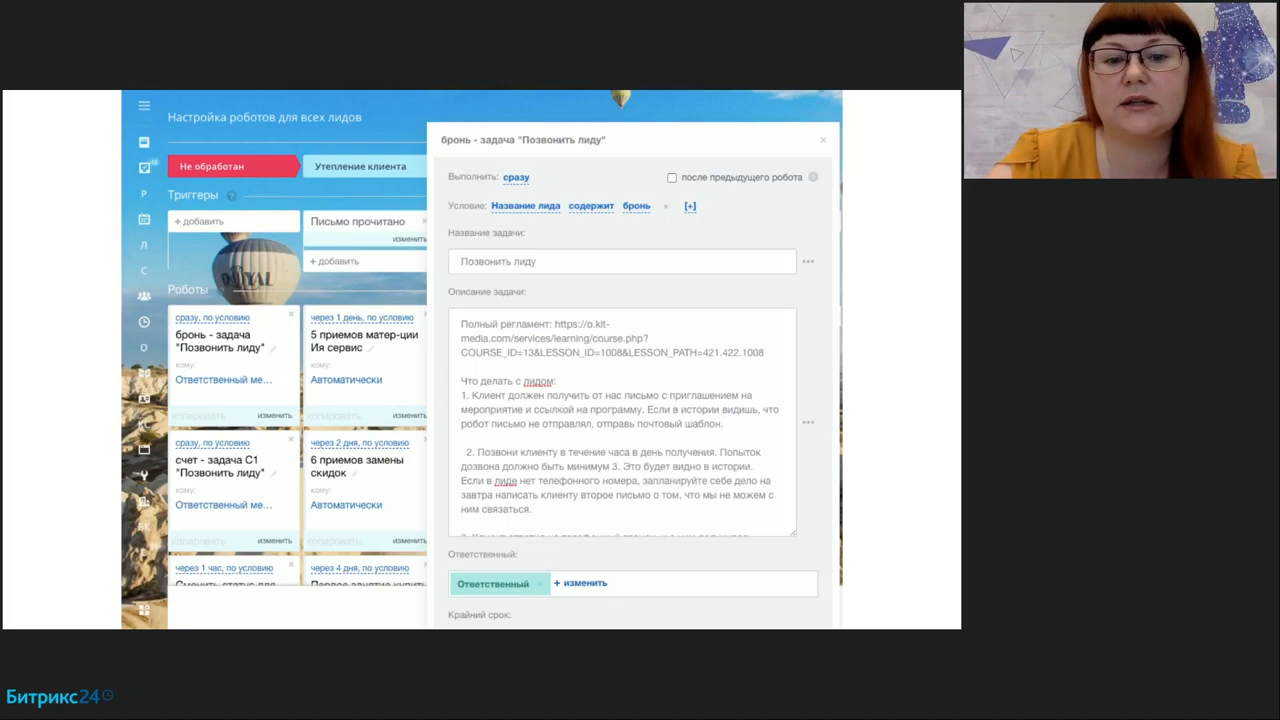 Настройка роботов для всех лидов
Не обработан
Утепление клиента
Триггеры ?
+ добавить
Письмо прочитано
изменить
+ добавить
ROYAL
Роботы
сразу, по условию
бронь - задача
"Позвонить лиду"
кому:
Ответственный ме...
копировать изменить
через 1 день, по условию
5 приемов матер-ции
Ия сервис
кому:
Автоматически
изменить
сразу, по условию
счет - задача С1
"Позвонить лиду"
кому:
Ответственный ме...
копировать изменить
через 2 дня, по условию
6 приемов замены
скидок
кому:
Автоматически
изменить
через 1 час, по условию
Сменить статус для
через 4 дня, по условию
Первое занятие купить
Р
Л
С
О
КС
БК
Е
бронь - задача "Позвонить лиду"
Выполнить: сразу
после предыдущего робота
Условие: Название лида содержит бронь × [+]
Название задачи:
Позвонить лиду
Описание задачи:
Полный регламент: https://o.kit-
media.com/services/learning/course.php?
COURSE_ID=13&LESSON_ID=1008&LESSON_PATH=421.422.1008
Что делать с лидом:
1. Клиент должен получить от нас письмо с приглашением на
мероприятие и ссылкой на программу. Если в истории видишь, что
робот письмо не отправлял, отправь почтовый шаблон.
2. Позвони клиенту в течение часа в день получения. Попыток
дозвона должно быть минимум 3. Это будет видно в истории.
Если в лиде нет телефонного номера, запланируйте себе дело на
завтра написать клиенту второе письмо о том, что мы не можем с
ним связаться.
Ответственный:
Ответственный × + изменить
Крайний срок:
Битрикс24